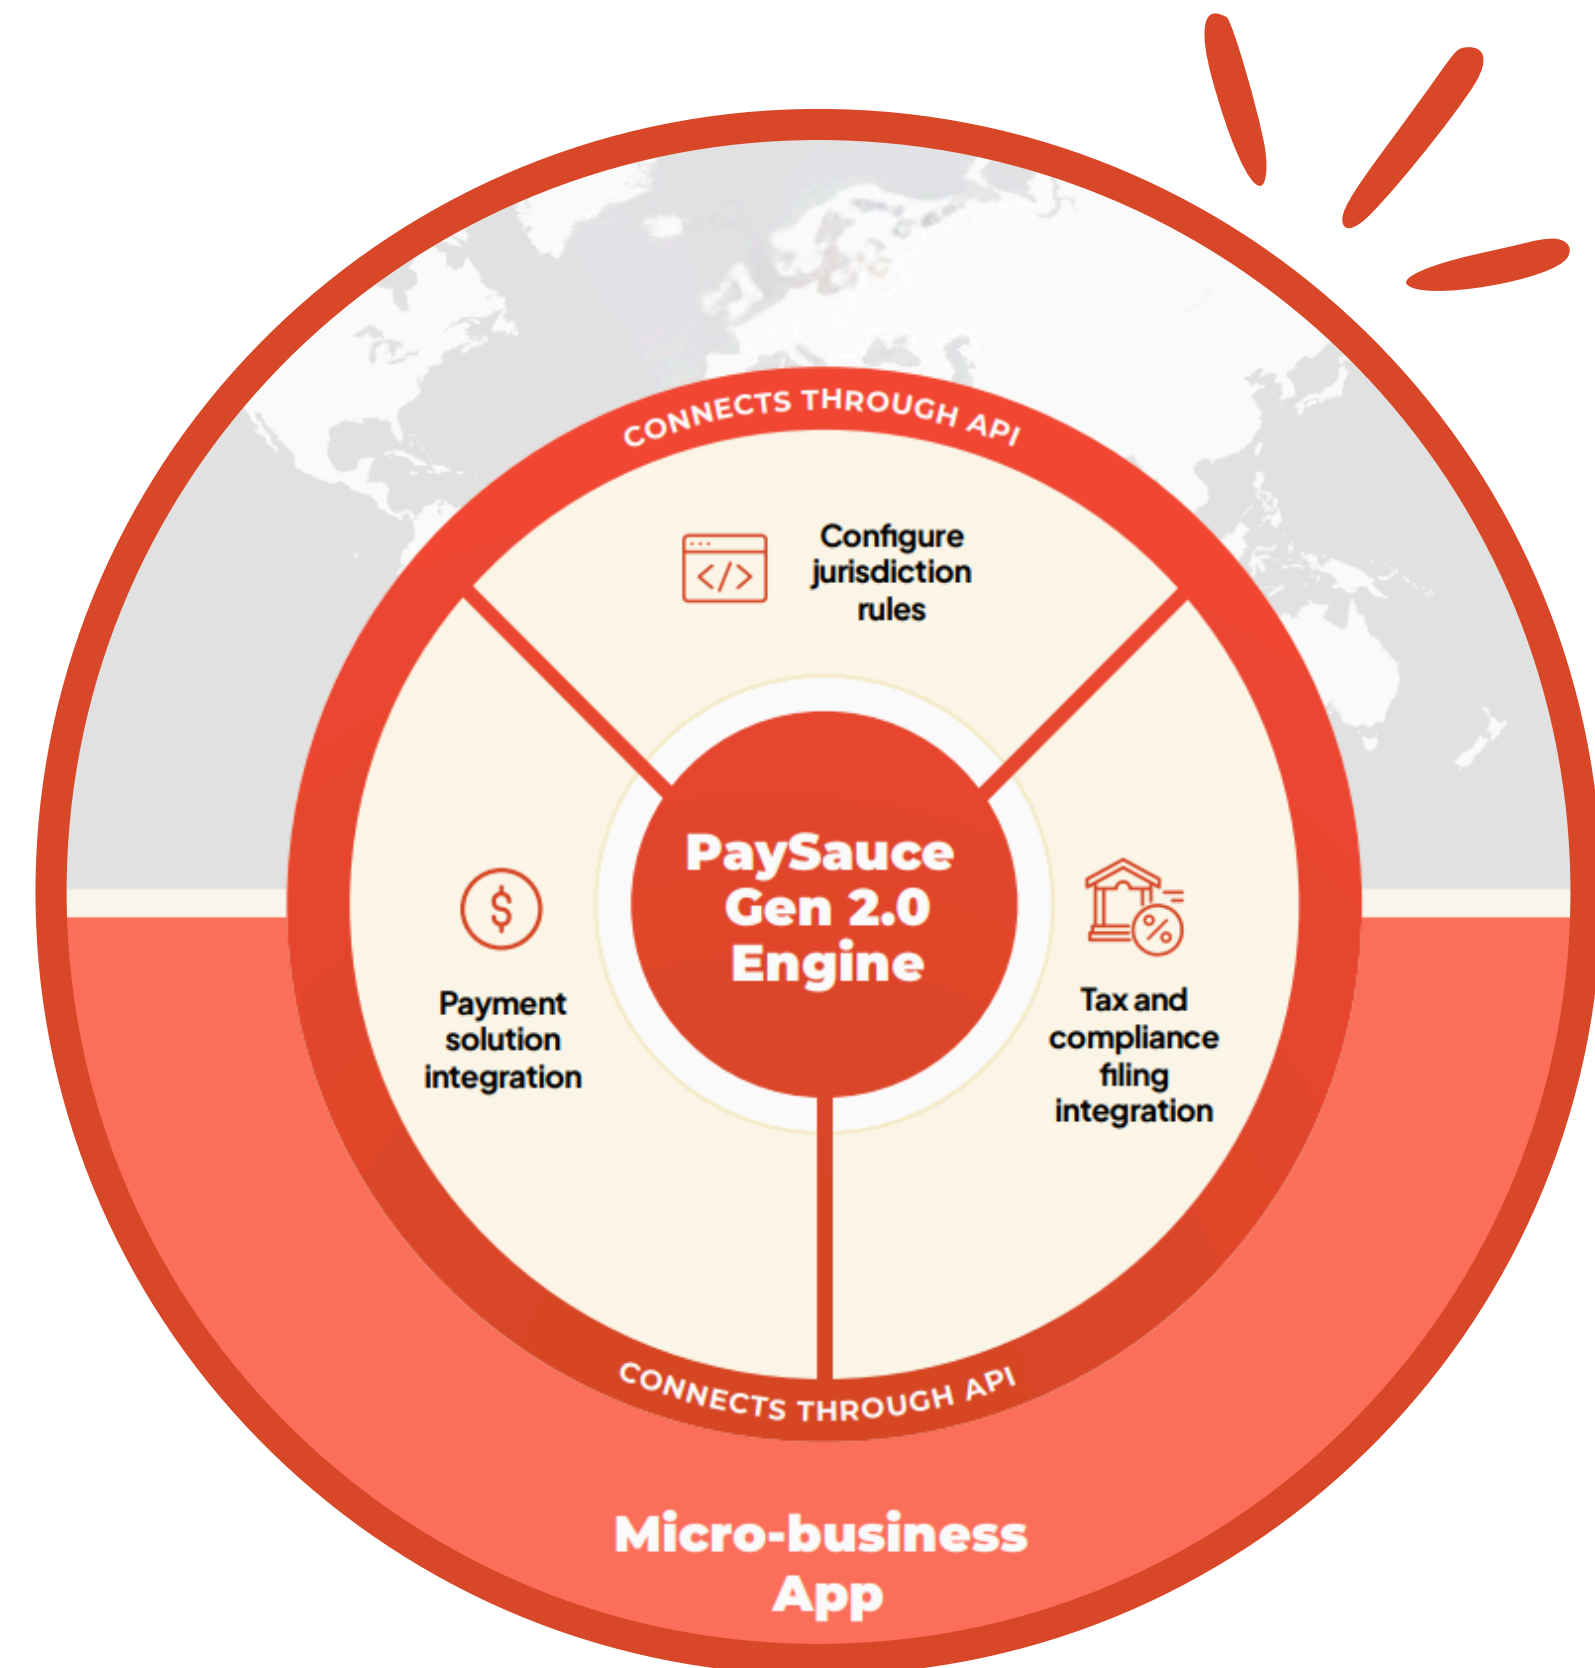 CONNECTS THROUGH API
Configure
jurisdiction
rules
PaySauce
Gen 2.0
Engine
Payment
solution
integration
Tax and
compliance
filing
integration
CONNECTS THROUGH API
Micro-business
App